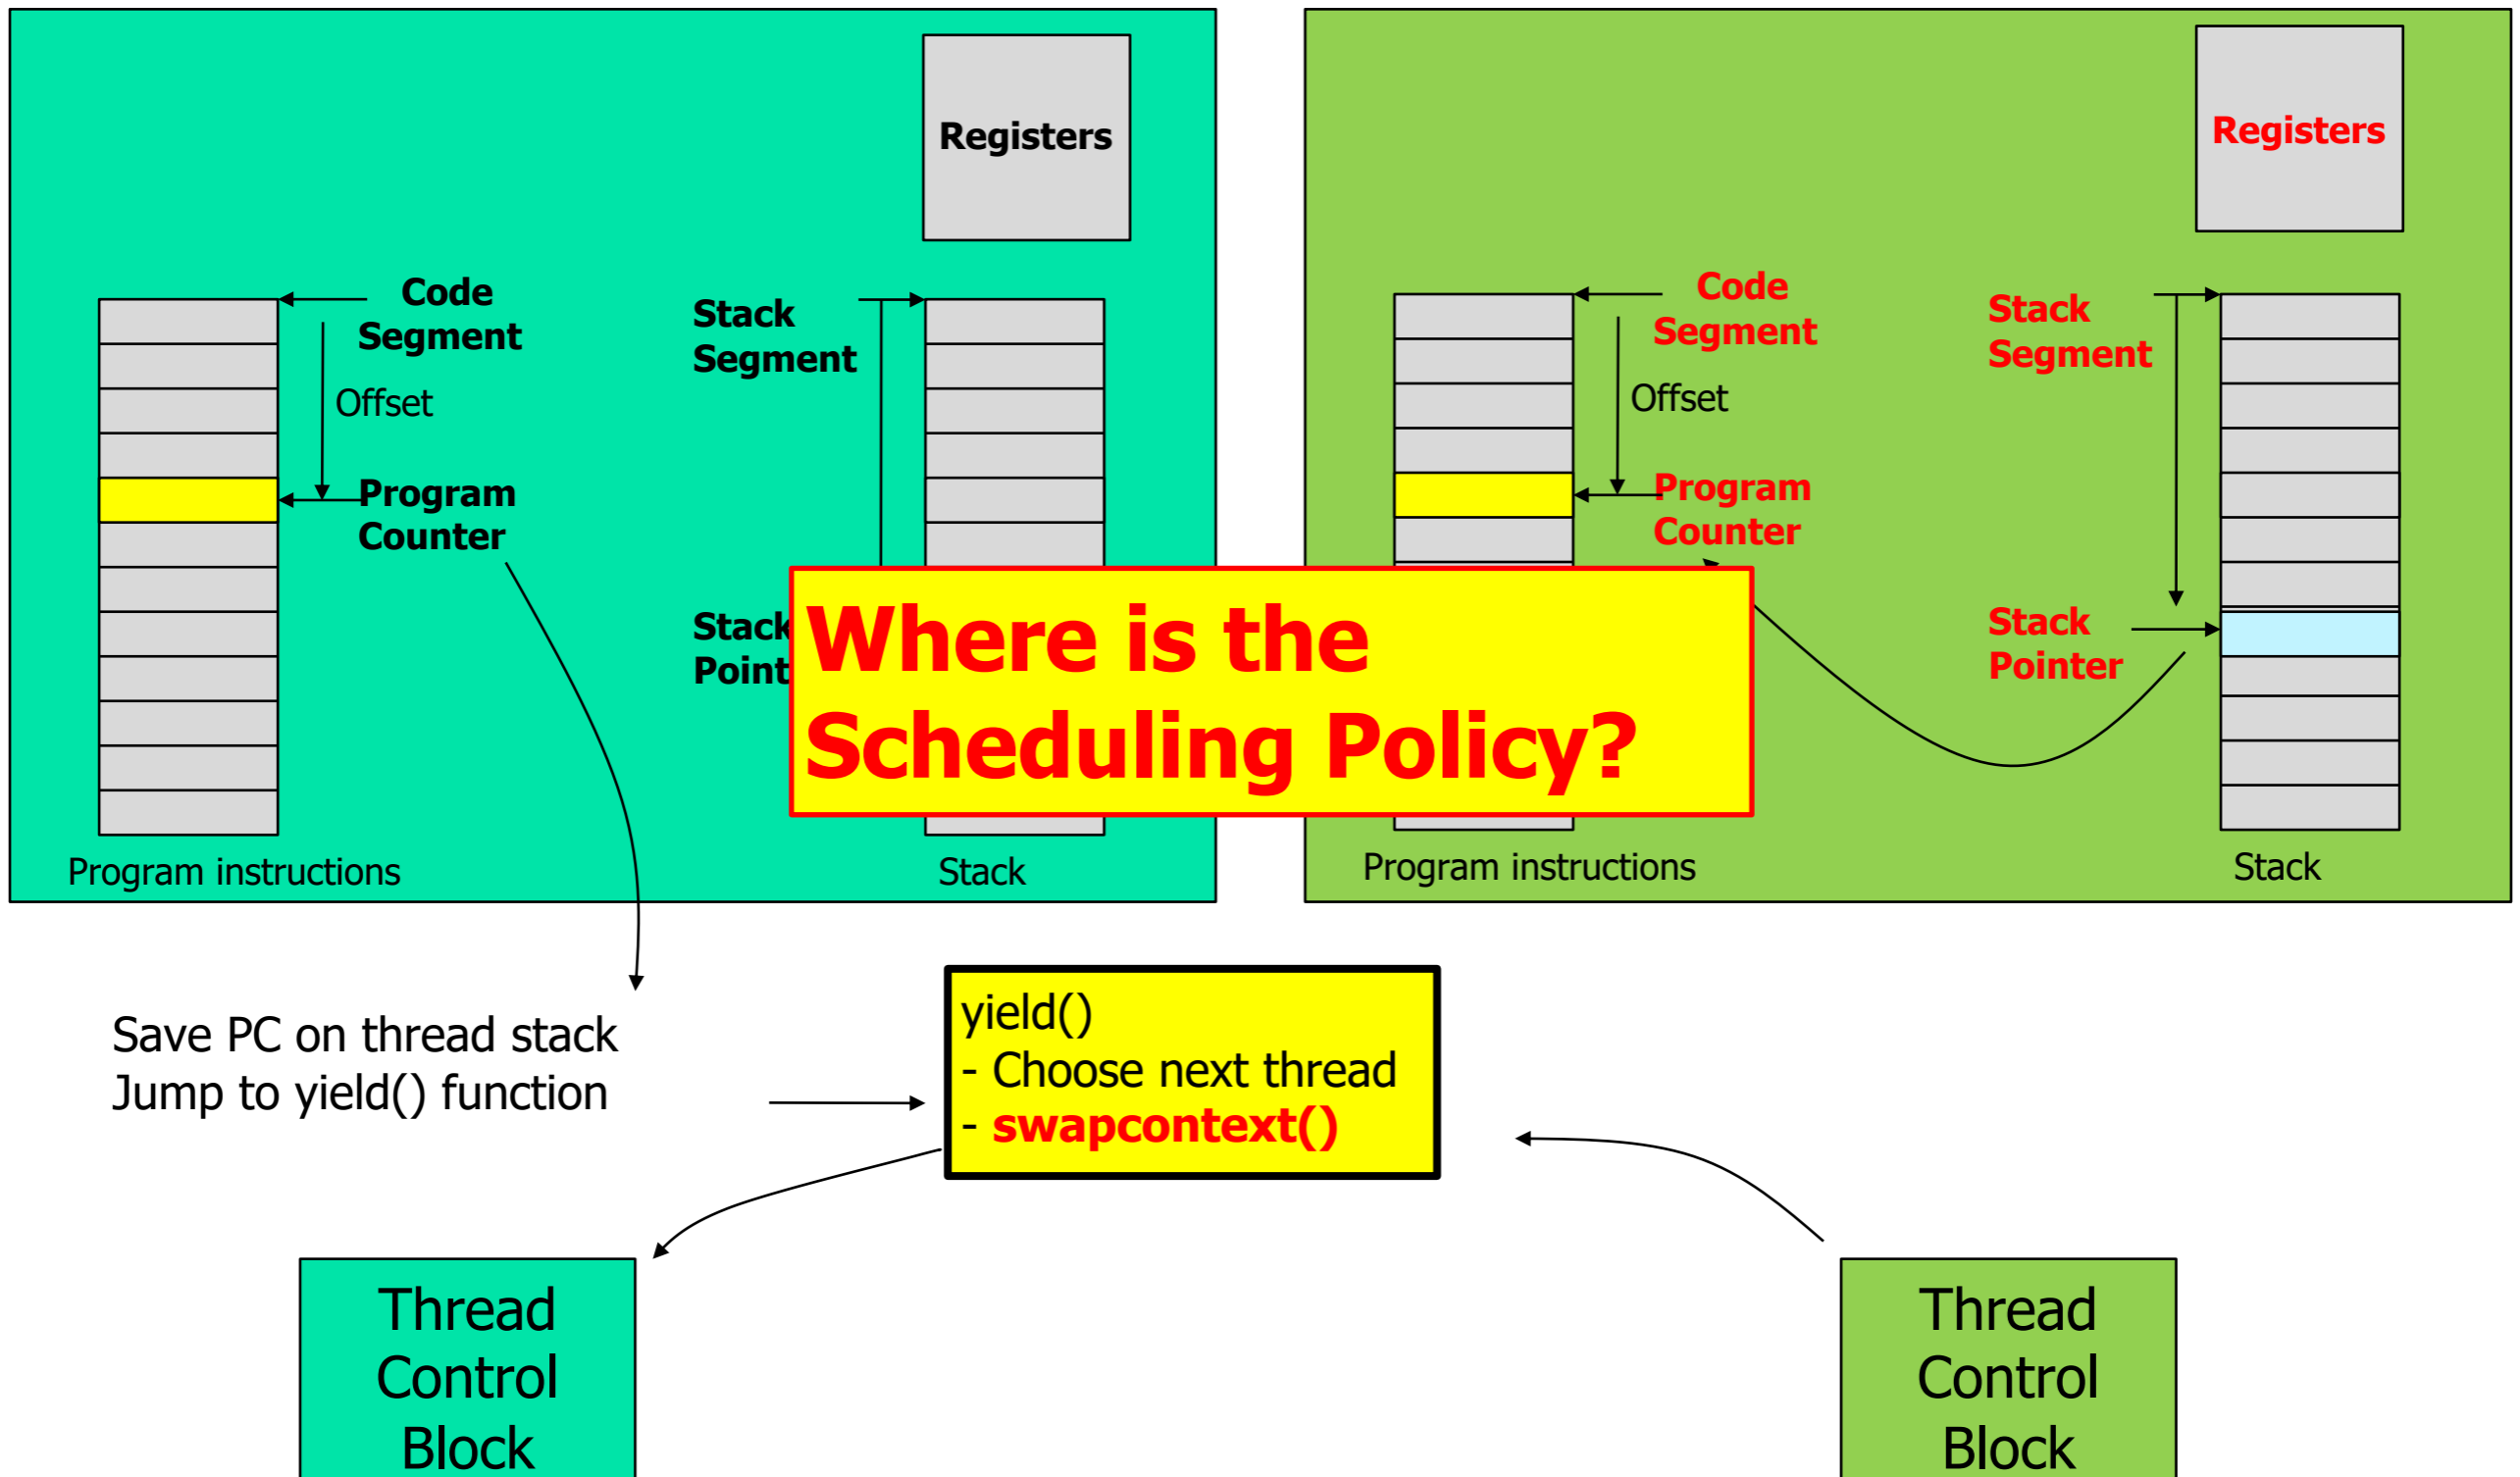 Registers
Code
Segment
Offset
Program
Counter
Stack
Segment
Stack
Program instructions
Stack
Registers
Code
Segment
Offset
Program
Counter
Stack
Segment
Stack
Pointer
Program instructions
Stack
Where is the
Scheduling Policy?
Save PC on thread stack
Jump to yield() function
yield()
- Choose next thread
- swapcontext()
Thread
Control
Block
Thread
Control
Block